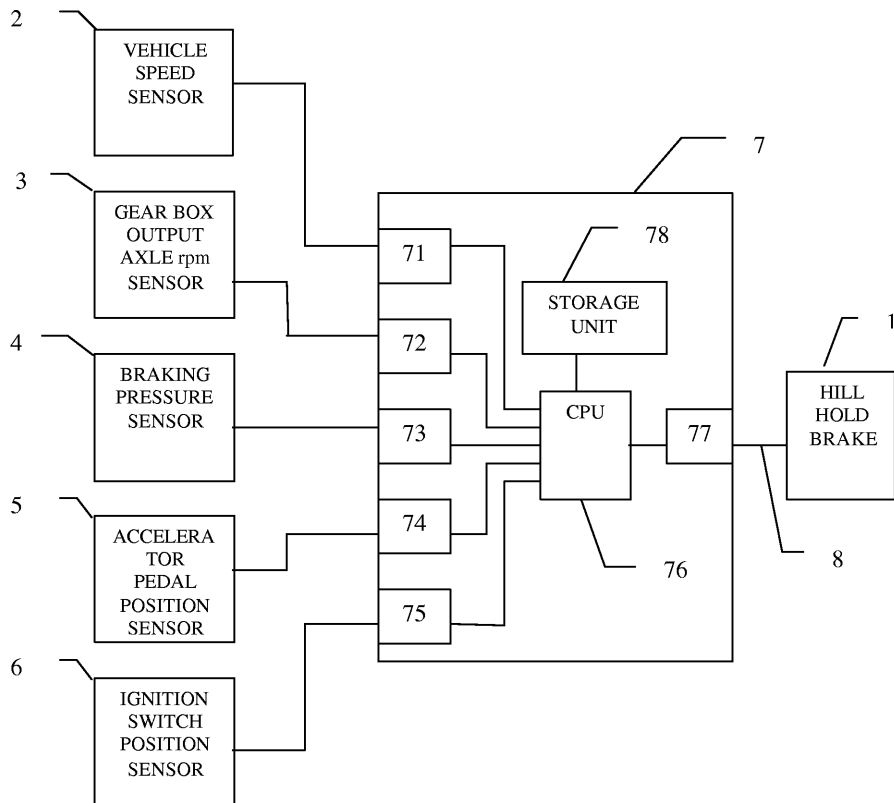 2
VEHICLE
SPEED
SENSOR
7
3
GEAR BOX
OUTPUT
AXLE rpm
SENSOR
71
78
STORAGE
UNIT
4
72
1
BRAKING
PRESSURE
SENSOR
CPU
HILL
HOLD
BRAKE
73
77
5
74
ACCELERA
TOR
PEDAL
POSITION
SENSOR
76
8
75
6
IGNITION
SWITCH
POSITION
SENSOR